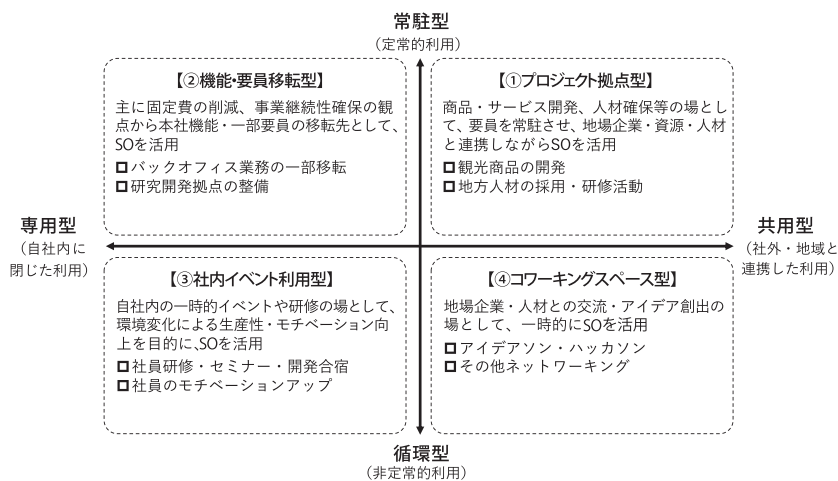 常駐型
（定常的利用）
【②機能・要員移転型】
主に固定費の削減、事業継続性確保の観
点から本社機能・一部要員の移転先として、
SOを活用
バックオフィス業務の一部移転
研究開発拠点の整備
【①プロジェクト拠点型】
商品・サービス開発、人材確保等の場とし
て、要員を常駐させ、地場企業・資源・人材
と連携しながらSOを活用
観光商品の開発
地方人材の採用・研修活動
専用型
（自社内に
閉じた利用）
共用型
（社外・地域と
連携した利用）
【③社内イベント利用型】
自社内の一時的イベントや研修の場として、
環境変化による生産性・モチベーション向
上を目的に、SOを活用
社員研修・セミナー・開発合宿
社員のモチベーションアップ
【④コワーキングスペース型】
地場企業・人材との交流・アイデア創出の
場として、一時的にSOを活用
アイデアソン・ハッカソン
その他ネットワーキング
循環型
（非定常的利用）